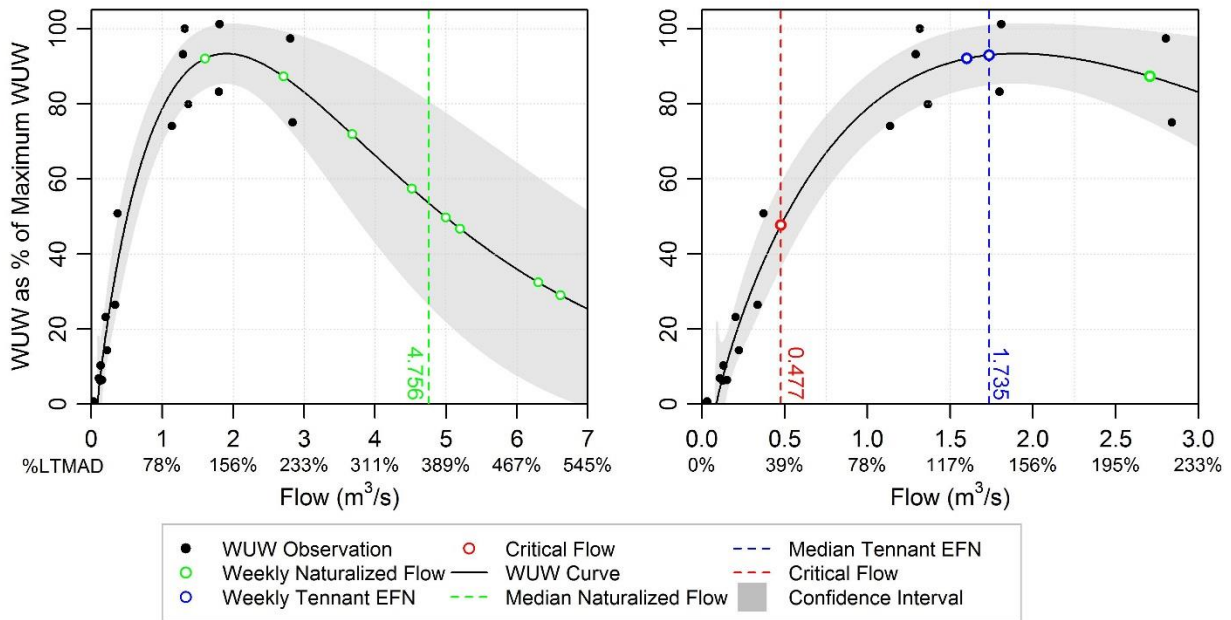 WUW as % of Maximum WUW
100
80
60
40
20
0
4.756
0 1 2 3 4 5 6 7
%LTMAD 78% 156% 233% 311% 389% 467% 545%
Flow (m³/s)
100
80
60
40
20
0
0.477
1.735
0.0 0.5 1.0 1.5 2.0 2.5 3.0
0% 39% 78% 117% 156% 195% 233%
Flow (m³/s)
WUW Observation
Weekly Naturalized Flow
Weekly Tennant EFN
Critical Flow
WUW Curve
Median Naturalized Flow
Median Tennant EFN
Critical Flow
Confidence Interval